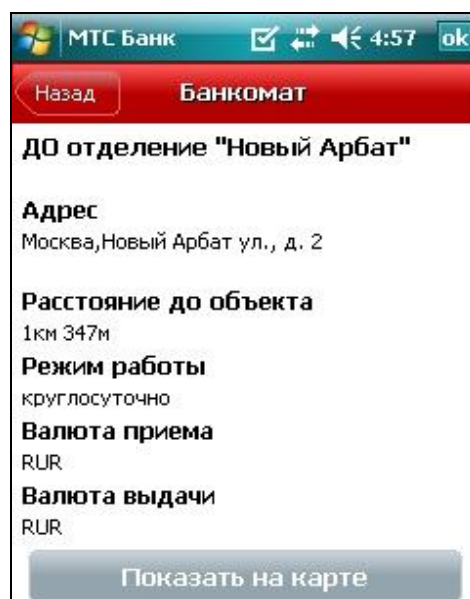 МТС Банк 4:57 ok
Назад Банкомат
ДО отделение "Новый Арбат"
Адрес
Москва,Новый Арбат ул., д. 2
Расстояние до объекта
1км 347м
Режим работы
круглосуточно
Валюта приема
RUR
Валюта выдачи
RUR
Показать на карте